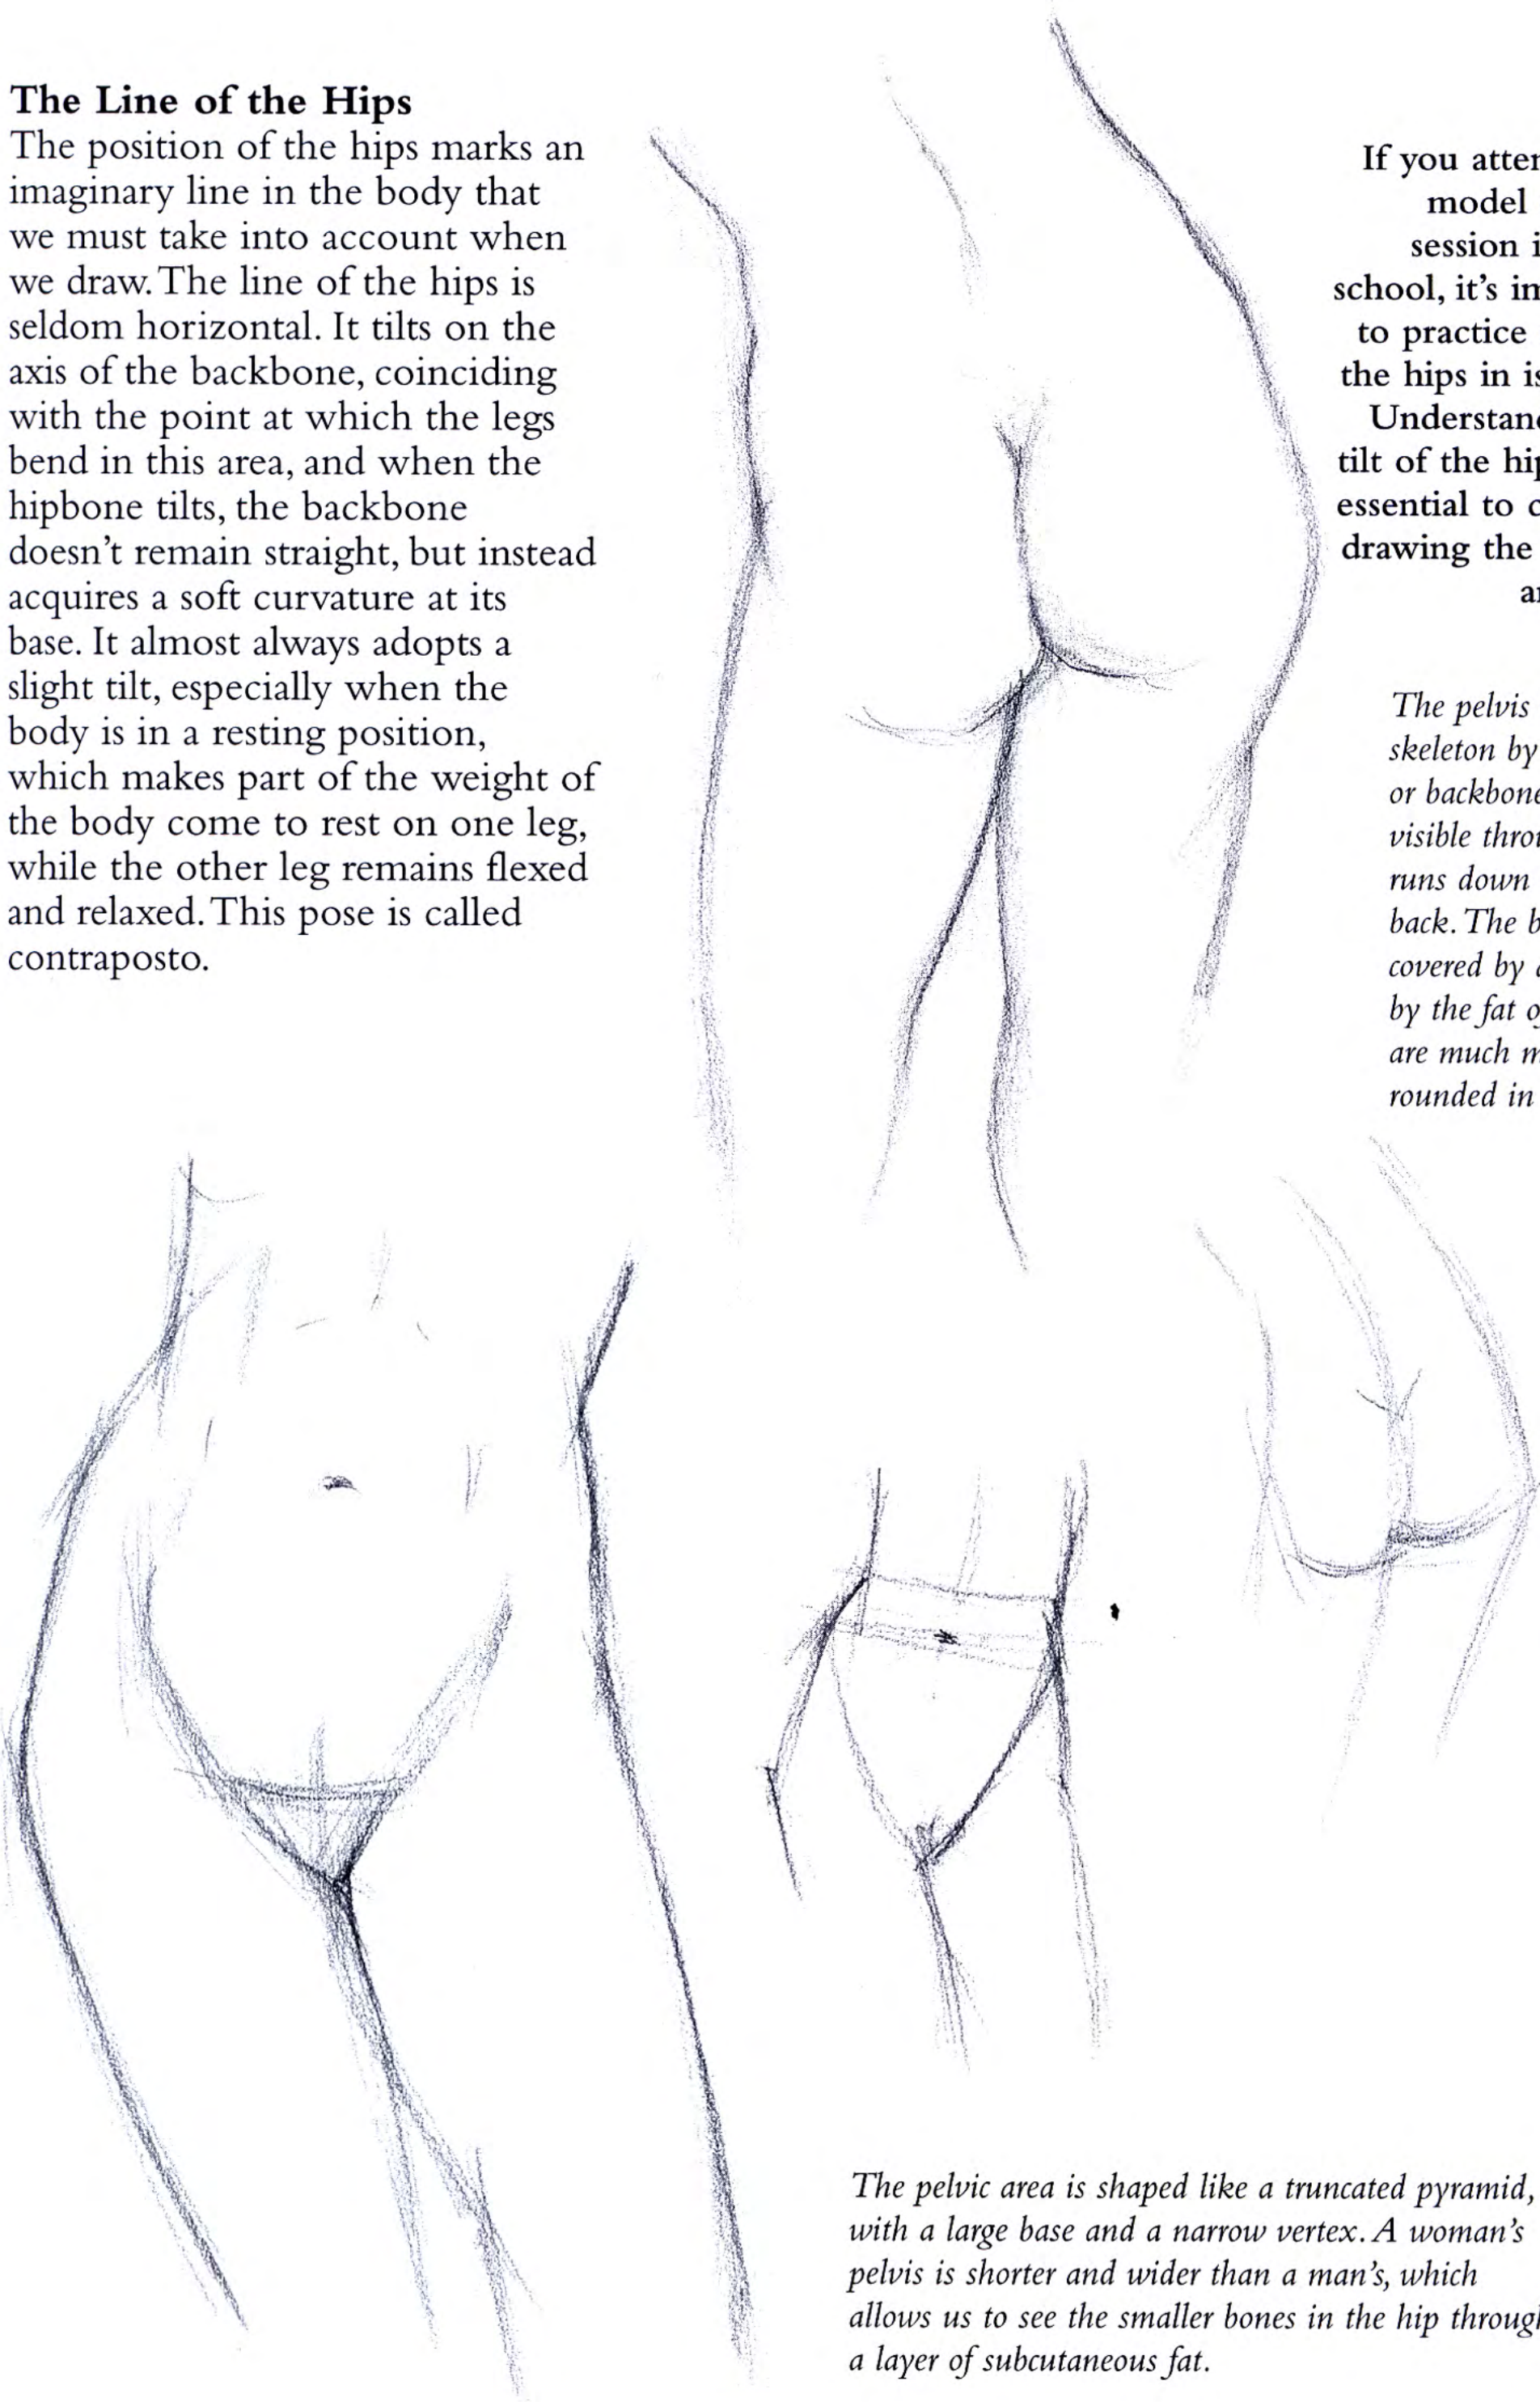 The Line of the Hips
The position of the hips marks an
imaginary line in the body that
we must take into account when
we draw. The line of the hips is
seldom horizontal. It tilts on the
axis of the backbone, coinciding
with the point at which the legs
bend in this area, and when the
hipbone tilts, the backbone
doesn't remain straight, but instead
acquires a soft curvature at its
base. It almost always adopts a
slight tilt, especially when the
body is in a resting position,
which makes part of the weight of
the body come to rest on one leg,
while the other leg remains flexed
and relaxed. This pose is called
contraposto.
If you
model
session
school, it's
to practice
the hips in
tilt of the
essential to
drawing the
The pelvis
skeleton by
or backbone
visible
runs down
back. The
covered by
by the fat
are much
rounded in
The pelvic area is shaped like a truncated pyramid,
with a large base and a narrow vertex. A woman's
pelvis is shorter and wider than a man's, which
allows us to see the smaller bones in the hip through
a layer of subcutaneous fat.